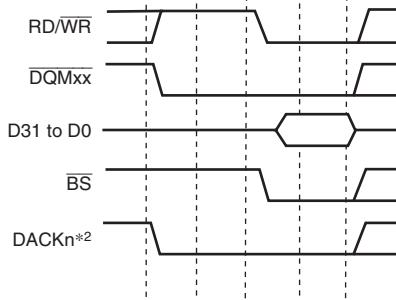 RD/WR
DQMxx
D31 to D0
BS
DACKn*2